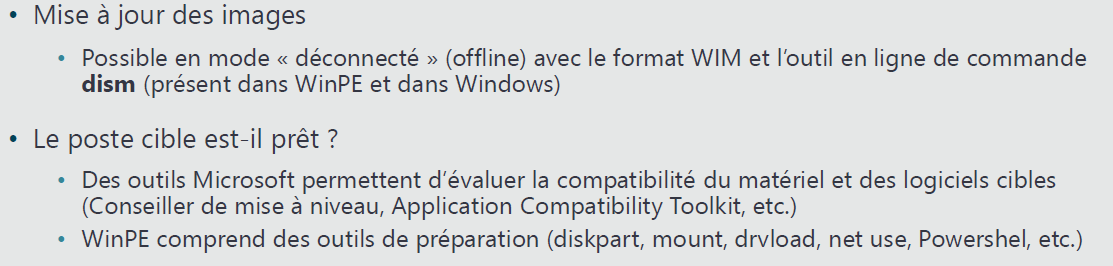 • Mise à jour des images
• Possible en mode « déconnecté » (offline) avec le format WIM et l’outil en ligne de commande
dism (présent dans WinPE et dans Windows)
• Le poste cible est-il prêt ?
• Des outils Microsoft permettent d’évaluer la compatibilité du matériel et des logiciels cibles
(Conseiller de mise à niveau, Application Compatibility Toolkit, etc.)
• WinPE comprend des outils de préparation (diskpart, mount, drvload, net use, Powershel, etc.)